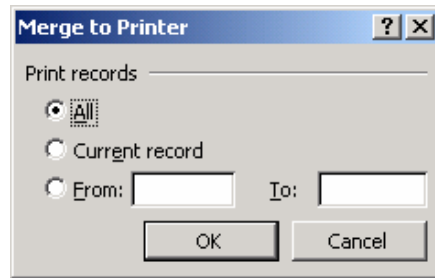 Merge to Printer
Print records
All
Current record
From: To:
OK Cancel